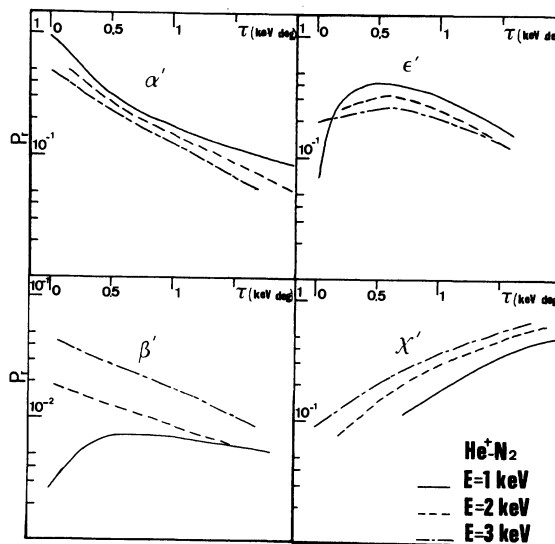 1 0 0.5 1 τ(keV deg)
α′
Pr
10⁻¹
1 0 0.5 1 τ(keV deg)
ε′
10⁻¹
10⁻¹ 0 0.5 1 τ(keV deg)
β′
Pr
10⁻²
1 0 0.5 1 τ(keV deg)
χ′
10⁻¹
He⁺-N₂
E=1 keV
E=2 keV
E=3 keV